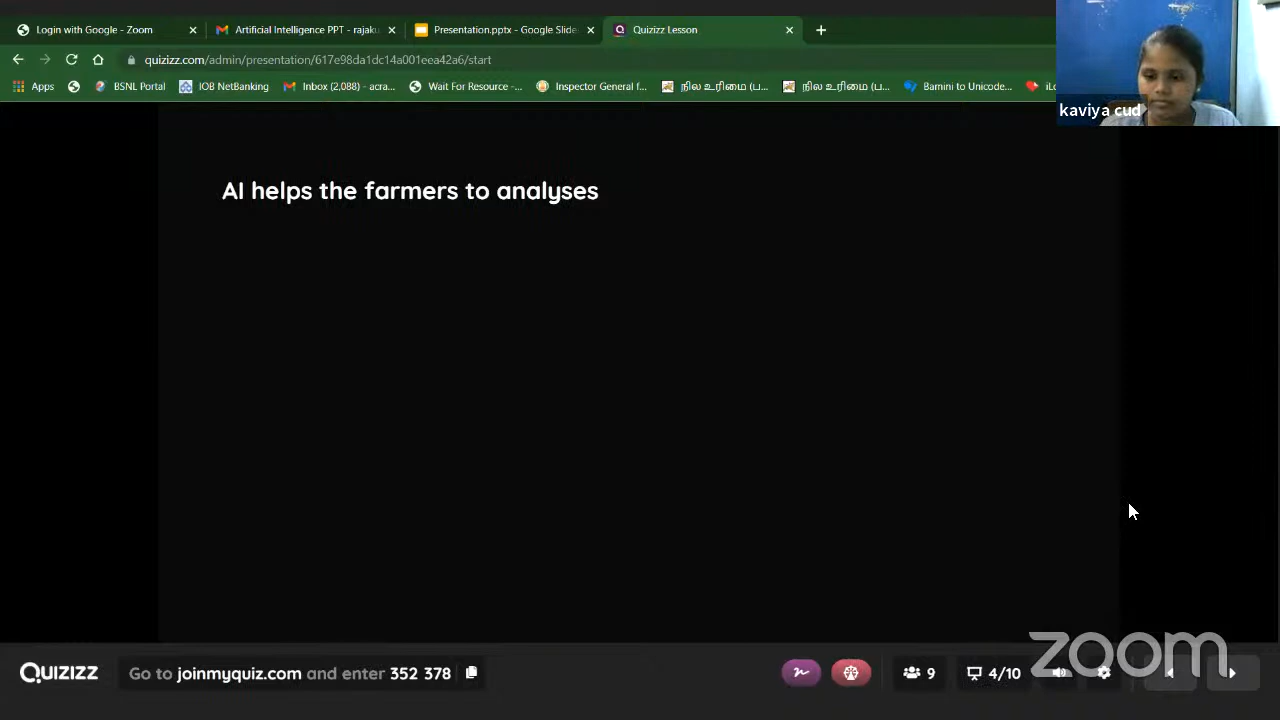 Login with Google - Zoom
Artificial Intelligence PPT - rajaku
Presentation.pptx - Google Slide
Quizizz Lesson
quizizz.com/admin/presentation/617e98da1dc14a001eea42a6/start
Apps
BSNL Portal
IOB NetBanking
Inbox (2,088) - acra...
Wait For Resource -...
Inspector General f...
நில உரிமை (ப...
நில உரிமை (ப...
Bamini to Unicode...
iLo
kaviya cud
AI helps the farmers to analyses
zoom
Quizizz
Go to joinmyquiz.com and enter 352 378
9
4/10